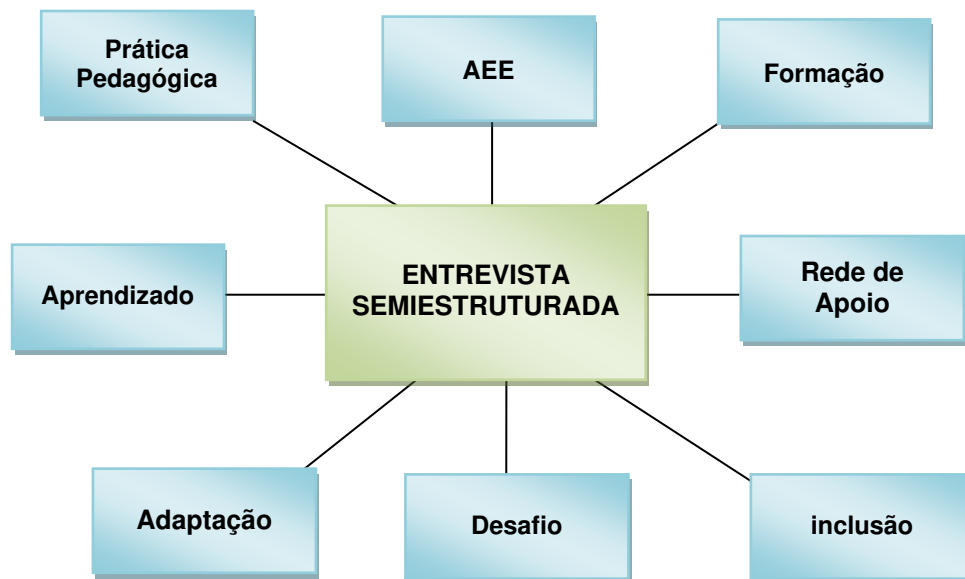 Prática
Pedagógica
AEE
Formação
Aprendizado
ENTREVISTA
SEMIESTRUTURADA
Rede de
Apoio
Adaptação
Desafio
inclusão